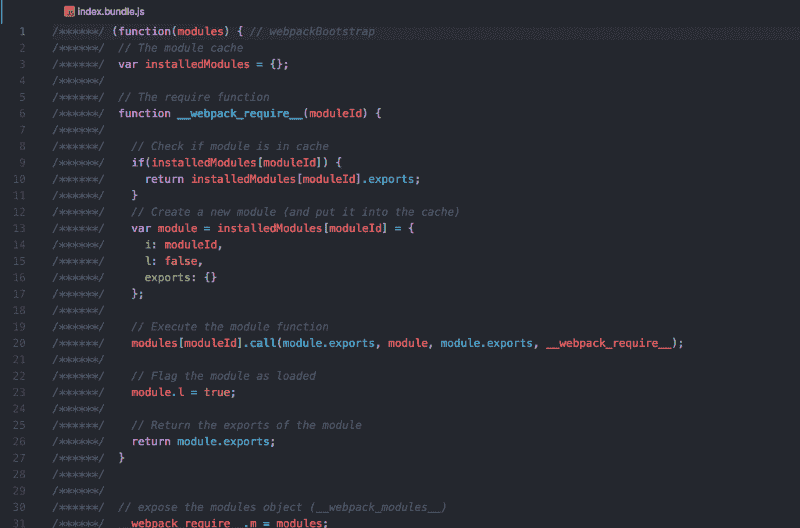 index.bundle.js
1 /******/ (function(modules) { // webpackBootstrap
2 /******/ // The module cache
3 /******/ var installedModules = {};
4 /******/
5 /******/ // The require function
6 /******/ function __webpack_require__(moduleId) {
7 /******/
8 /******/ // Check if module is in cache
9 /******/ if(installedModules[moduleId]) {
10 /******/ return installedModules[moduleId].exports;
11 /******/ }
12 /******/ // Create a new module (and put it into the cache)
13 /******/ var module = installedModules[moduleId] = {
14 /******/ i: moduleId,
15 /******/ l: false,
16 /******/ exports: {}
17 /******/ };
18 /******/
19 /******/ // Execute the module function
20 /******/ modules[moduleId].call(module.exports, module, module.exports, __webpack_require__);
21 /******/
22 /******/ // Flag the module as loaded
23 /******/ module.l = true;
24 /******/
25 /******/ // Return the exports of the module
26 /******/ return module.exports;
27 /******/ }
28 /******/
29 /******/
30 /******/ // expose the modules object (__webpack_modules__)
31 /******/ __webpack_require__.m = modules;